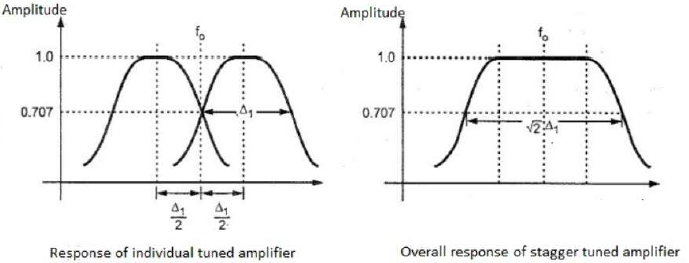 Amplitude
f₀
1.0
0.707
Δ₁
Δ₁/2 Δ₁/2
Response of individual tuned amplifier
Amplitude
f₀
1.0
0.707
√2·Δ₁
Overall response of stagger tuned amplifier